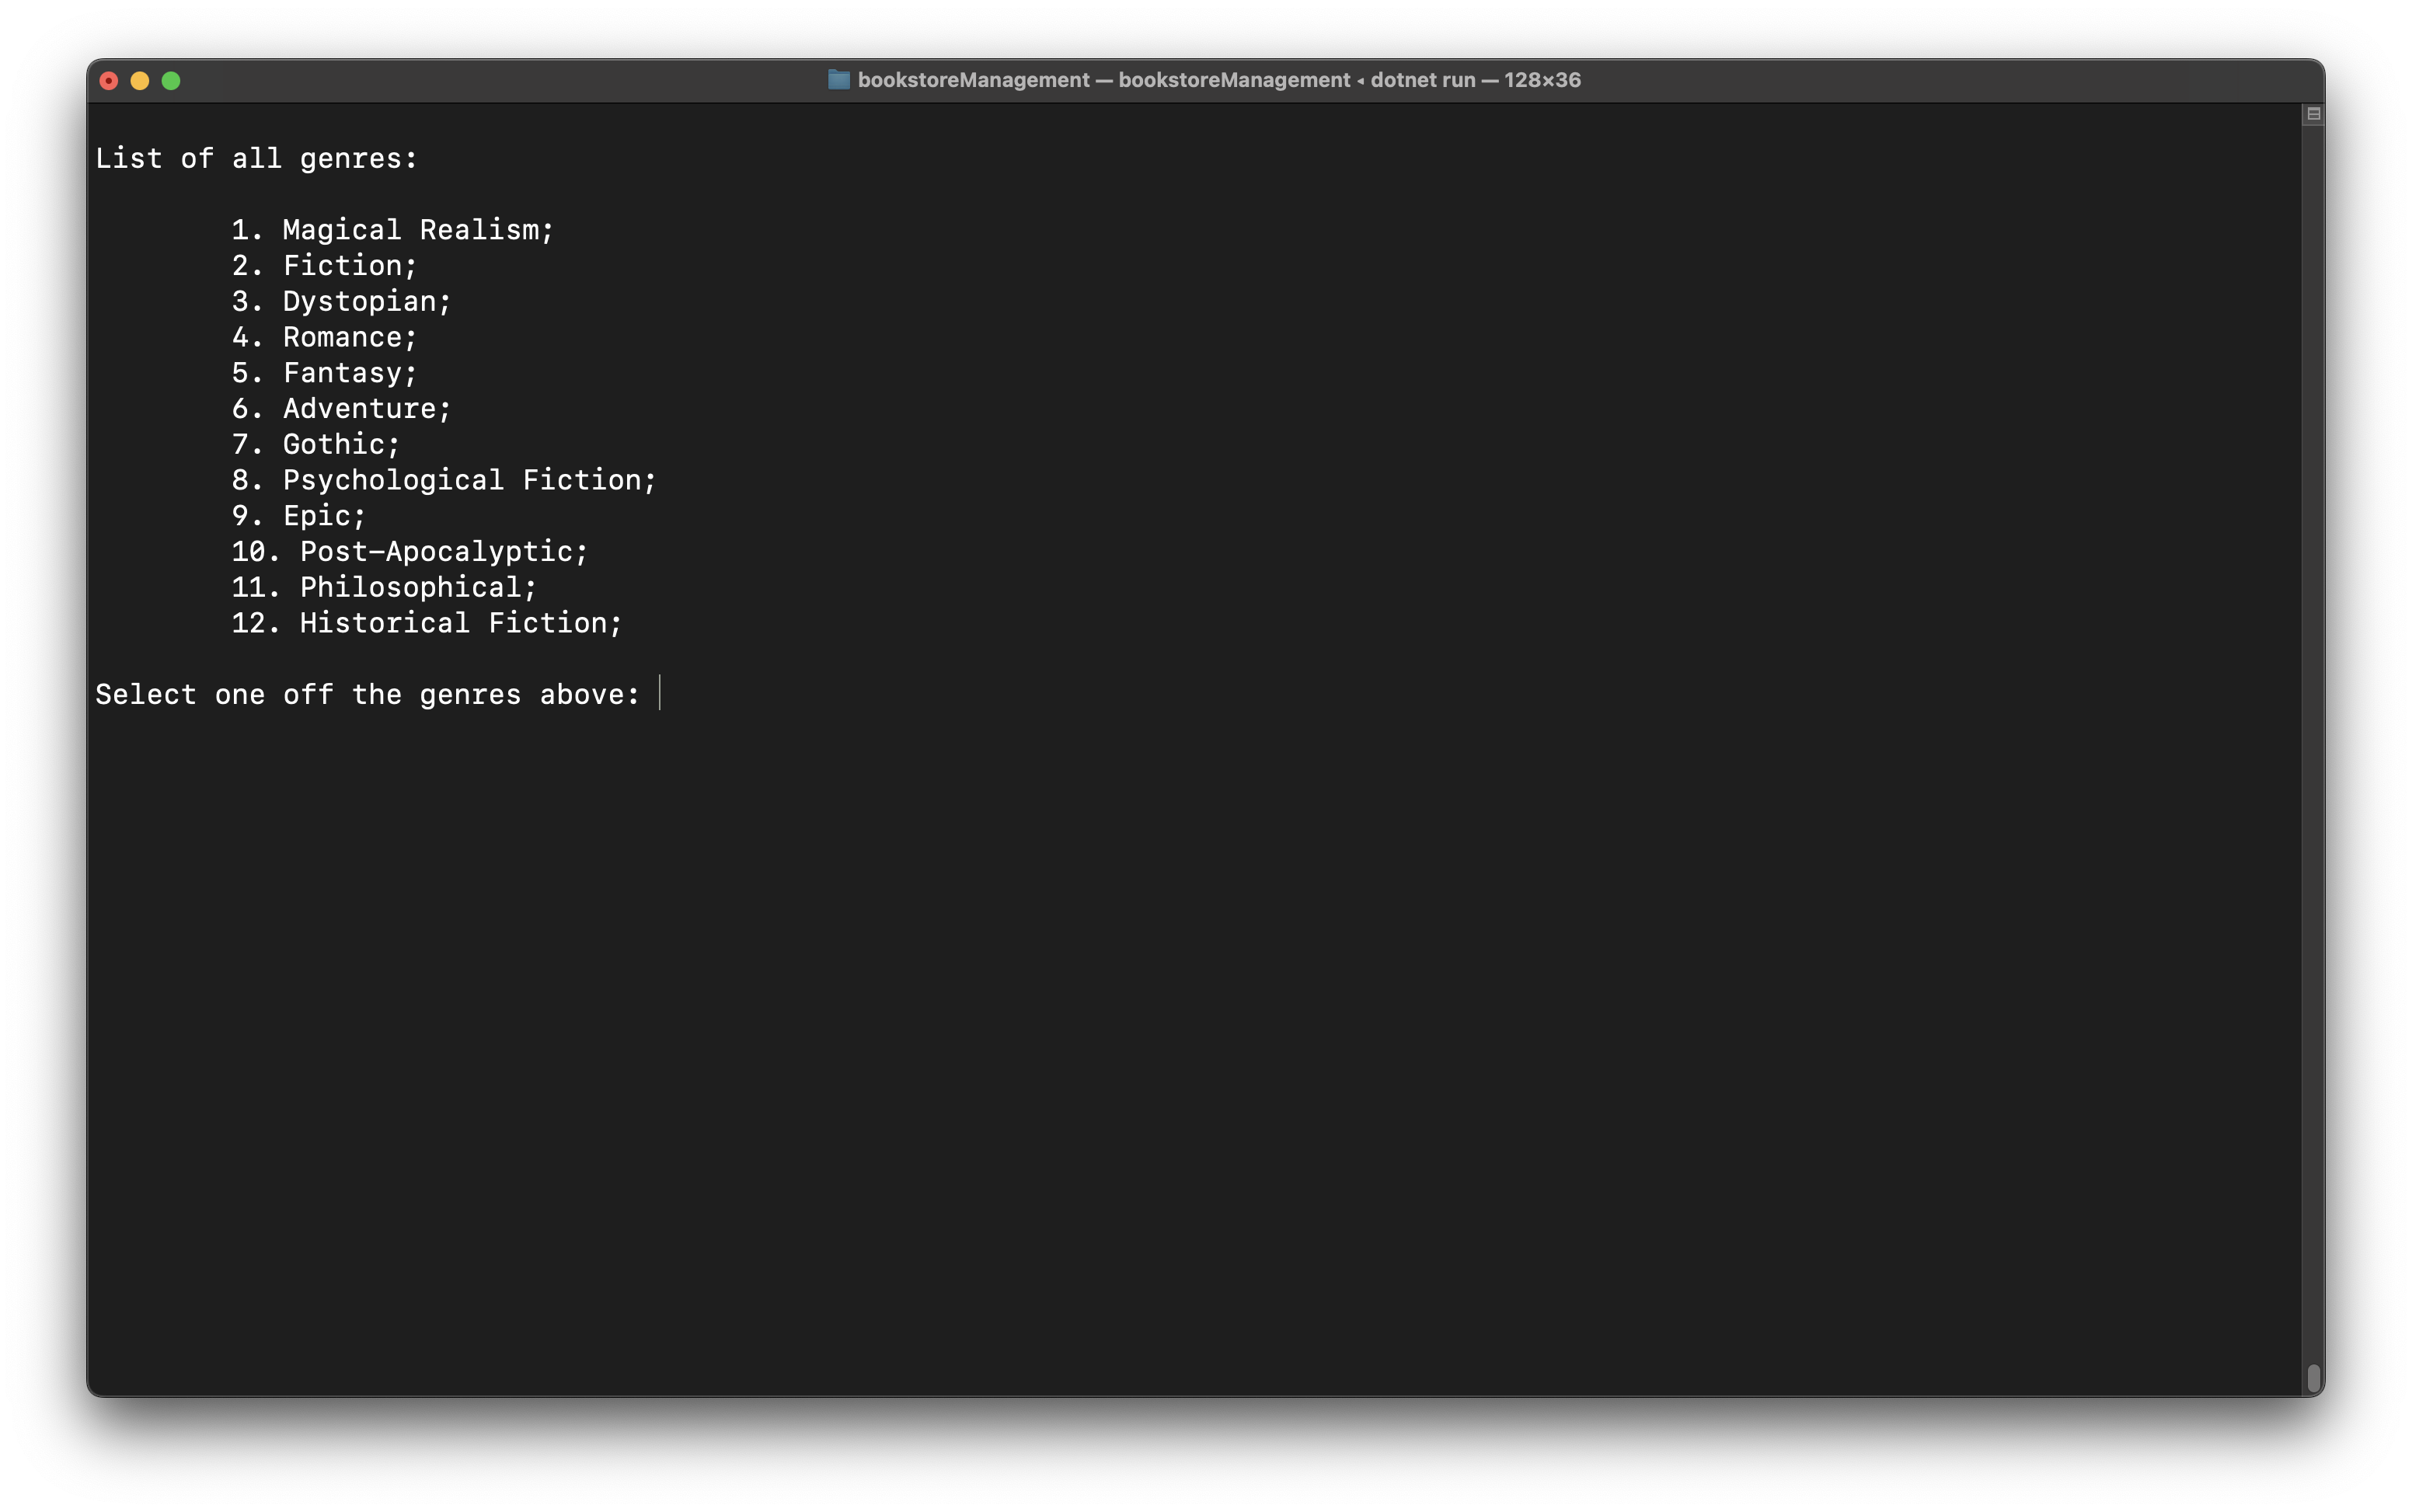 bookstoreManagement — bookstoreManagement ◂ dotnet run — 128×36
List of all genres:
1. Magical Realism;
2. Fiction;
3. Dystopian;
4. Romance;
5. Fantasy;
6. Adventure;
7. Gothic;
8. Psychological Fiction;
9. Epic;
10. Post-Apocalyptic;
11. Philosophical;
12. Historical Fiction;
Select one off the genres above: